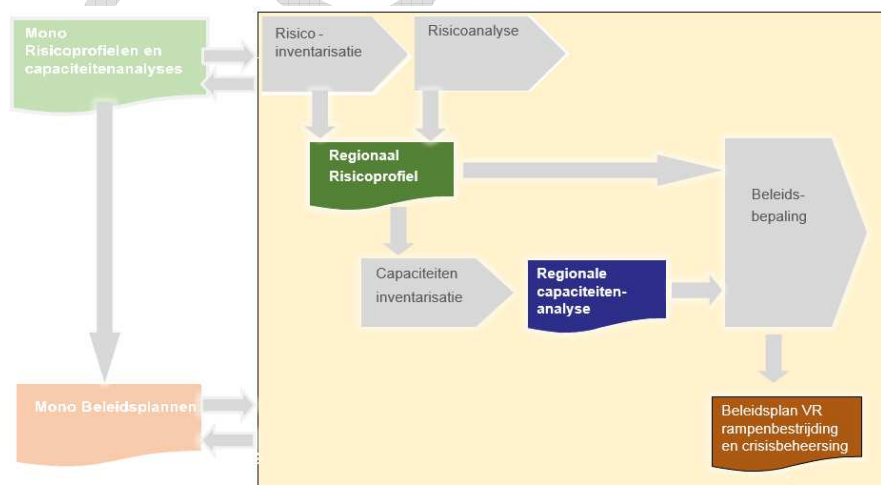 Mono
Risicoprofielen en
capaciteitenanalyses
Risico -
inventarisatie
Risicoanalyse
Regionaal
Risicoprofiel
Beleids-
bepaling
Capaciteiten
inventarisatie
Regionale
capaciteiten-
analyse
Mono Beleidsplannen
Beleidsplan VR
rampenbestrijding
en crisisbeheersing